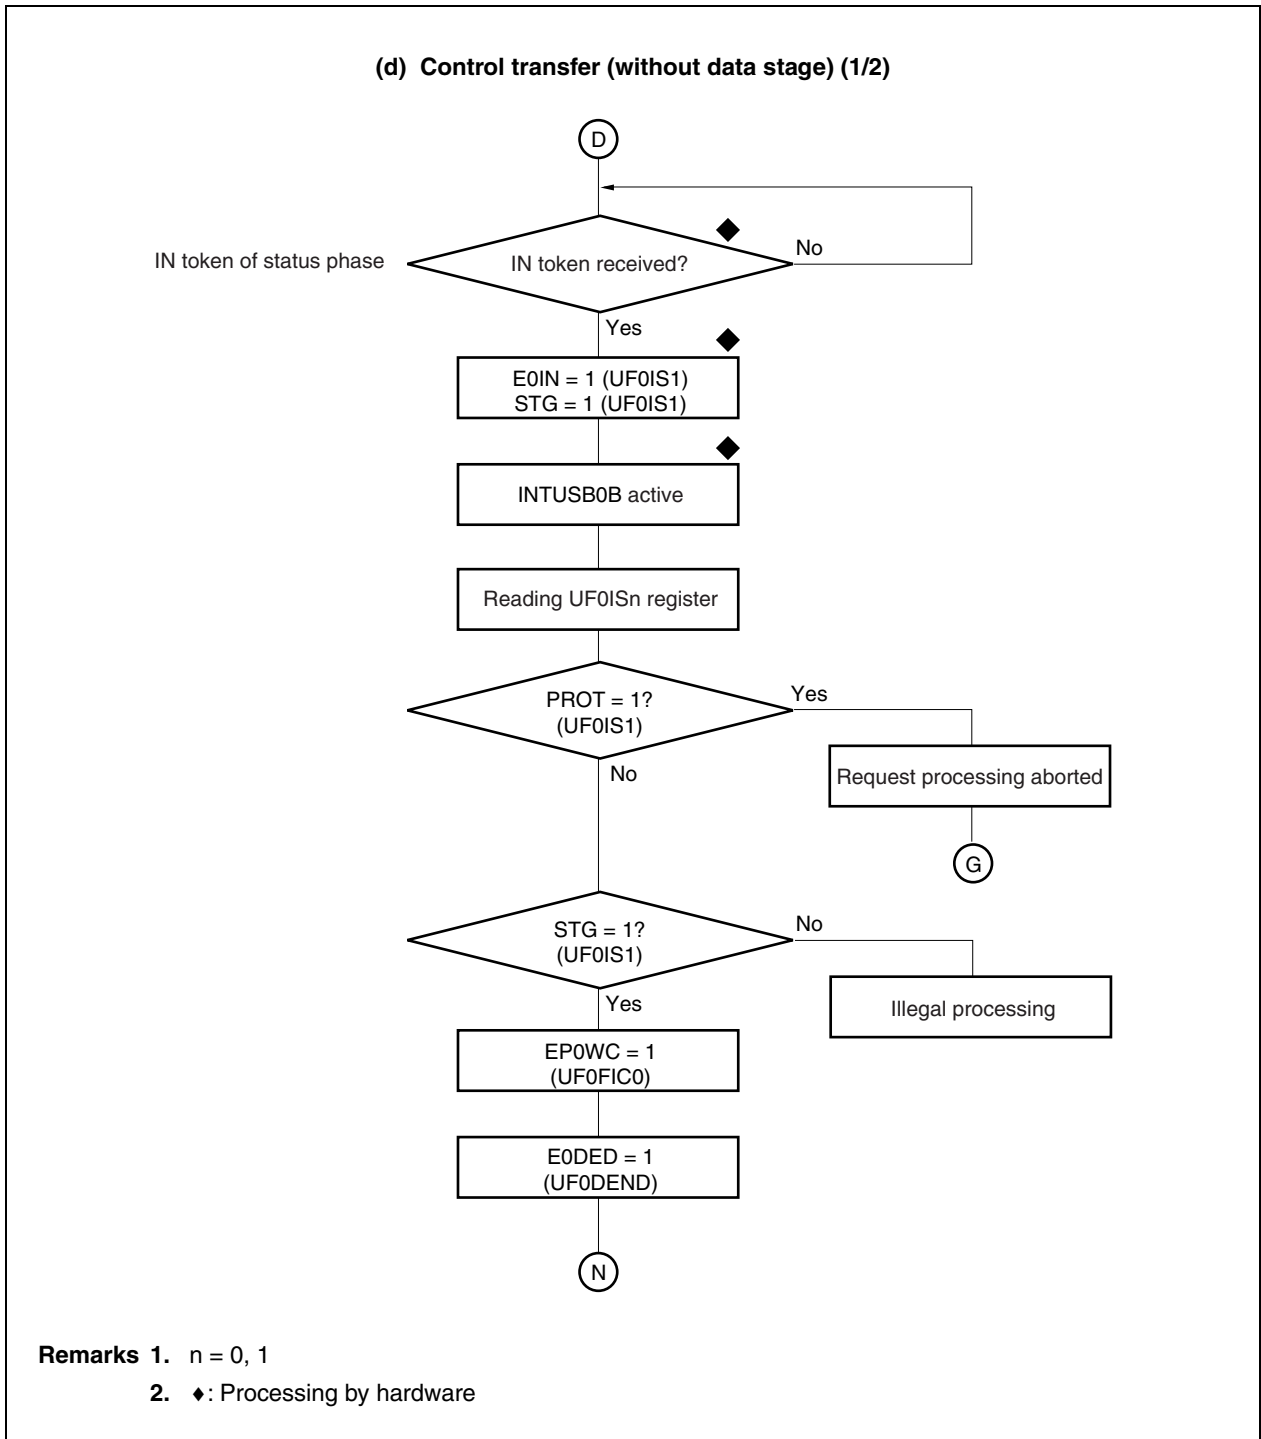 (d) Control transfer (without data stage) (1/2)
D
IN token of status phase
IN token received?
No
Yes
E0IN = 1 (UF0IS1)
STG = 1 (UF0IS1)
INTUSB0B active
Reading UF0ISn register
PROT = 1?
(UF0IS1)
Yes
No
Request processing aborted
G
STG = 1?
(UF0IS1)
No
Yes
Illegal processing
EP0WC = 1
(UF0FIC0)
E0DED = 1
(UF0DEND)
N
Remarks 1. n = 0, 1
2. ♦: Processing by hardware